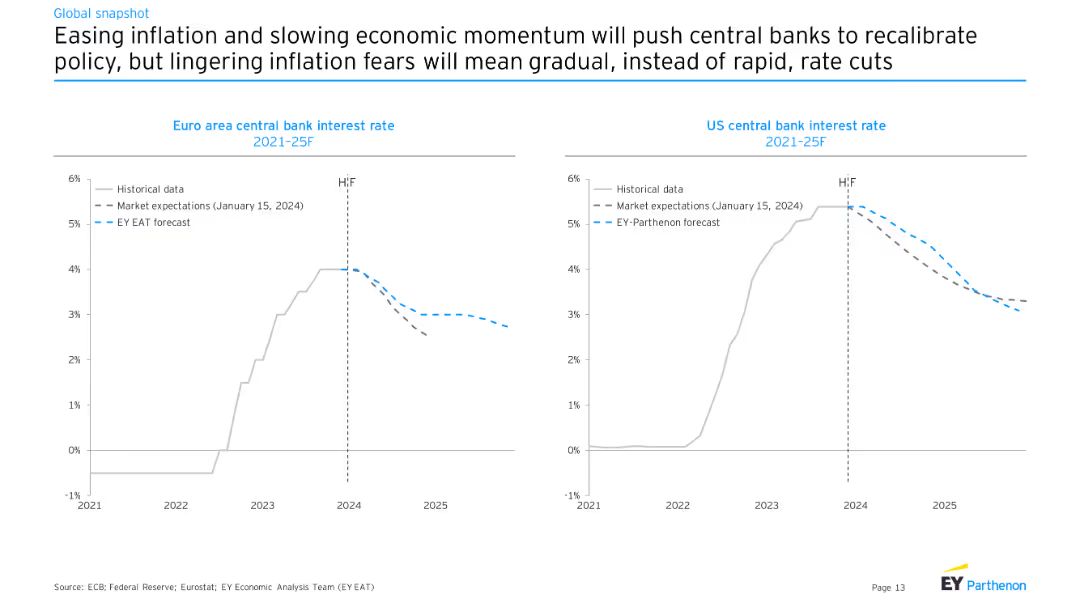 Global snapshot
Easing inflation and slowing economic momentum will push central banks to recalibrate
policy, but lingering inflation fears will mean gradual, instead of rapid, rate cuts
Euro area central bank interest rate
2021–25F
6%
5%
4%
3%
2%
1%
0%
-1%
Historical data
Market expectations (January 15, 2024)
EY EAT forecast
H F
2021
2022
2023
2024
2025
US central bank interest rate
2021–25F
6%
5%
4%
3%
2%
1%
0%
-1%
Historical data
Market expectations (January 15, 2024)
EY-Parthenon forecast
H F
2021
2022
2023
2024
2025
Source: ECB; Federal Reserve; Eurostat; EY Economic Analysis Team (EY EAT)
Page 13
EY Parthenon